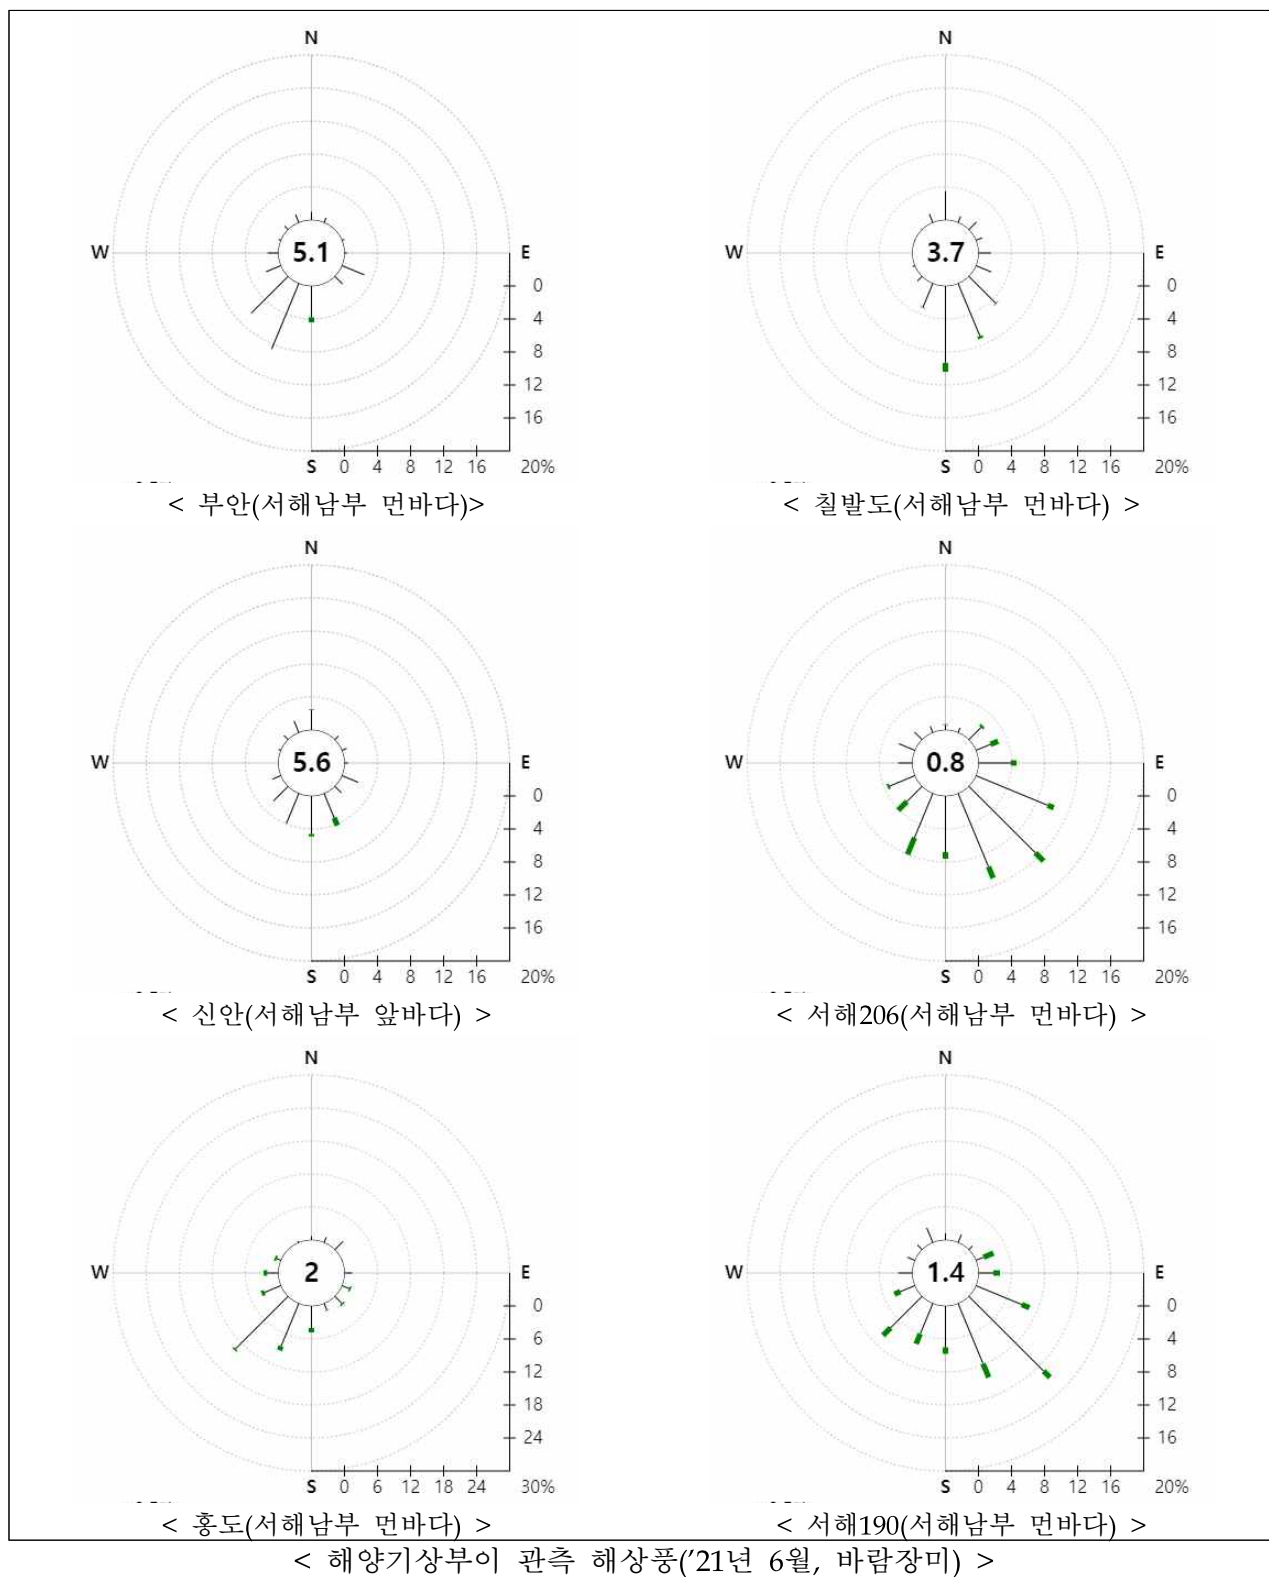 N
N
5.1
3.7
W
E
W
E
0
0
4
4
8
8
12
12
16
16
S 0 4 8 12 16 20%
S 0 4 8 12 16 20%
< 부안(서해남부 먼바다)>
< 칠발도(서해남부 먼바다) >
N
N
5.6
0.8
W
E
W
E
0
0
4
4
8
8
12
12
16
16
S 0 4 8 12 16 20%
S 0 4 8 12 16 20%
< 신안(서해남부 앞바다) >
< 서해206(서해남부 먼바다) >
N
N
2
1.4
W
E
W
E
0
0
6
4
12
8
18
12
24
16
S 0 6 12 18 24 30%
S 0 4 8 12 16 20%
< 홍도(서해남부 먼바다) >
< 서해190(서해남부 먼바다) >
< 해양기상부이 관측 해상풍('21년 6월, 바람장미) >